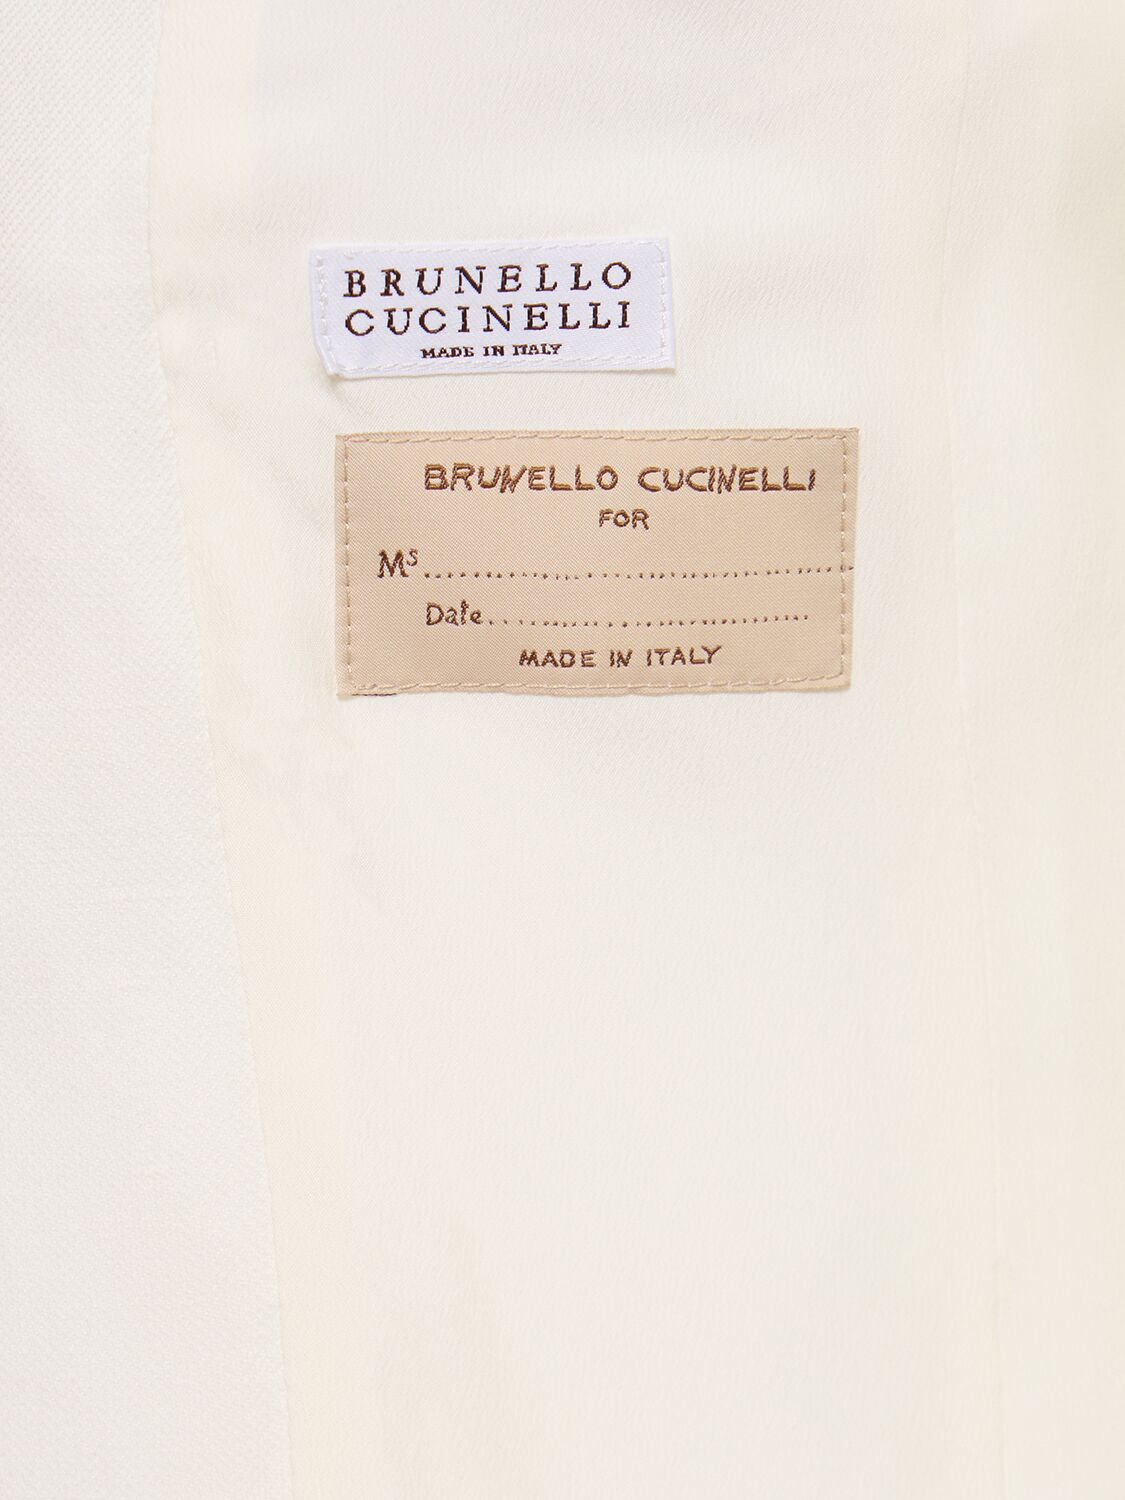 BRUNELLO
CUCINELLI
MADE IN ITALY
BRUNELLO CUCINELLI
FOR
Ms........................................
Date....................................
MADE IN ITALY